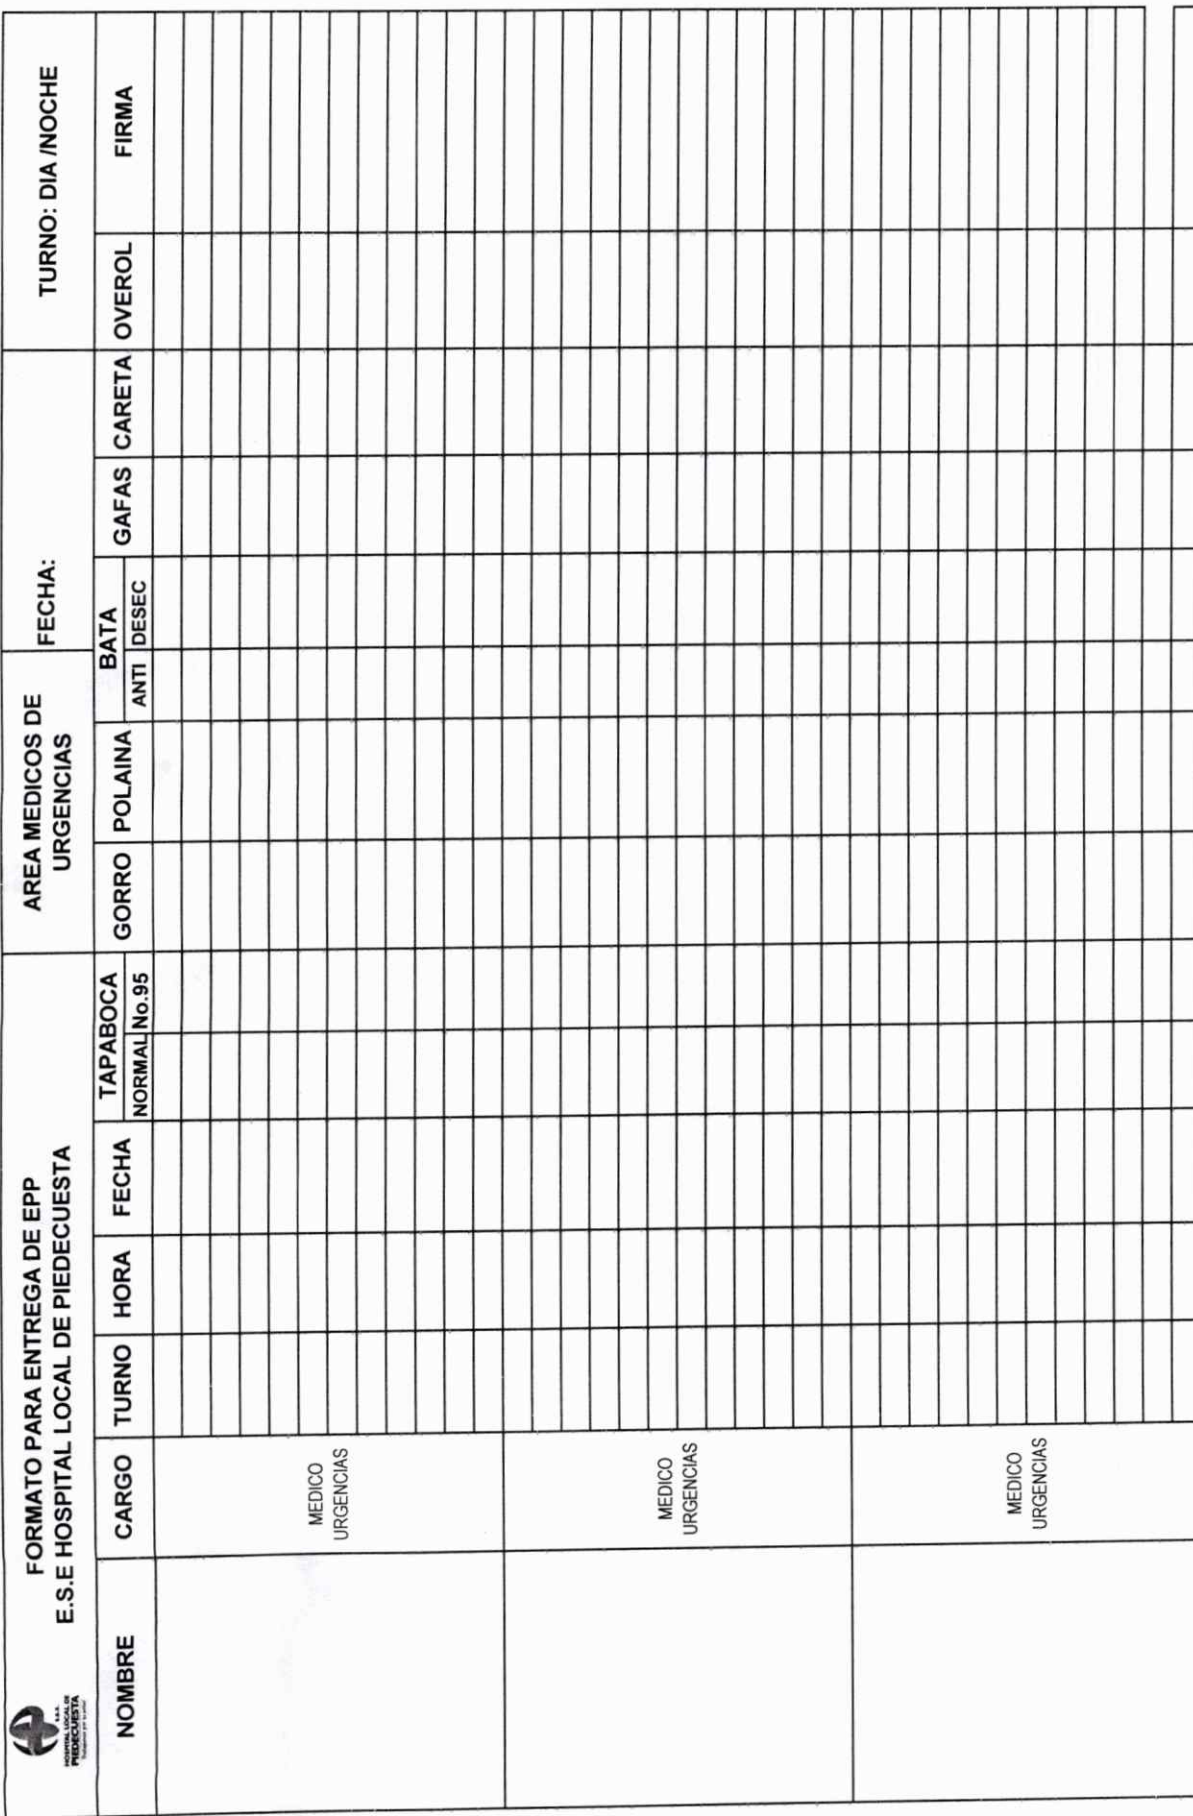 E.S.E.
HOSPITAL LOCAL DE
PIEDECUESTA
FORMATO PARA ENTREGA DE EPP
E.S.E HOSPITAL LOCAL DE PIEDECUESTA
AREA MEDICOS DE
URGENCIAS
FECHA:
TURNO: DIA /NOCHE
NOMBRE CARGO TURNO HORA FECHA TAPABOCA GORRO POLAINA BATA GAFAS CARETA OVEROL FIRMA
NORMAL No.95 ANTI DESEC
MEDICO
URGENCIAS
MEDICO
URGENCIAS
MEDICO
URGENCIAS